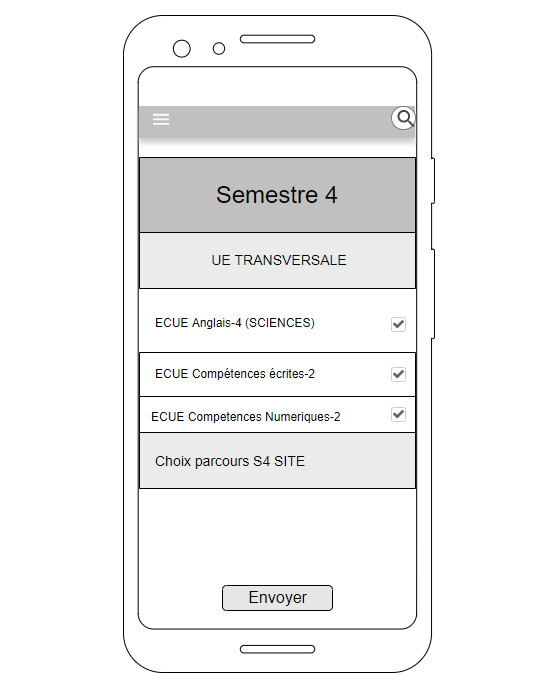 Semestre 4
UE TRANSVERSALE
ECUE Anglais-4 (SCIENCES)
ECUE Compétences écrites-2
ECUE Competences Numeriques-2
Choix parcours S4 SITE
Envoyer